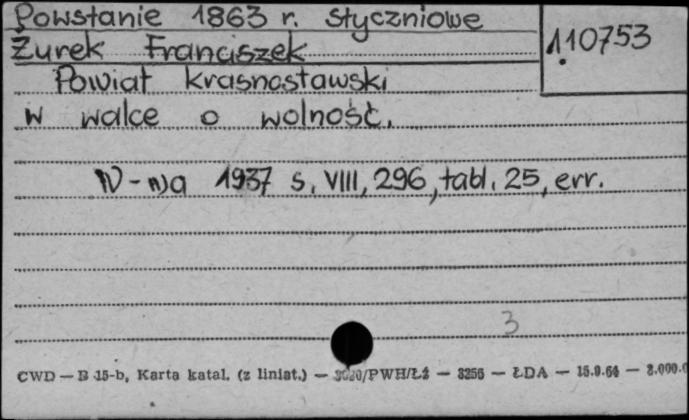 Powstanie 1863 r. styczniowe
Żurek Franciszek
110753
Powiat krasnostawski
w walce o wolność.
W-wa 1937 s. VIII, 296, tabl. 25, err.
3
CWD — B 15-b, Karta katal. (z liniat.) — /PWH/ŁŻ — 3256 — ŁDA — 15.9.64 —